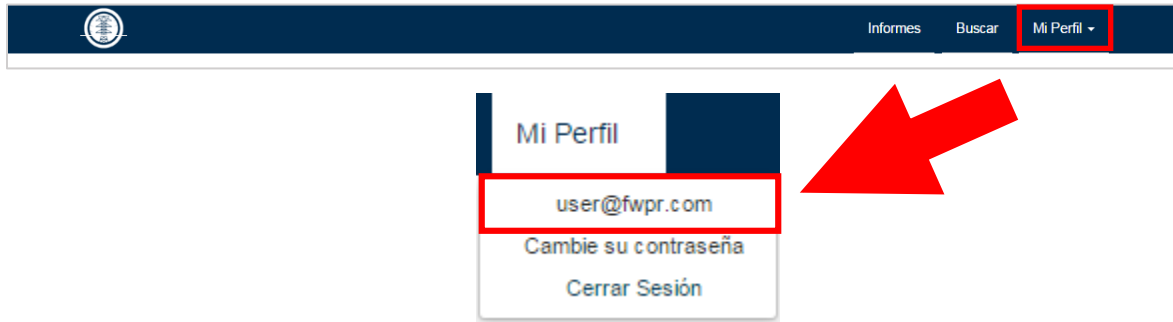 Informes Buscar Mi Perfil
Mi Perfil
user@fwpr.com
Cambie su contraseña
Cerrar Sesión